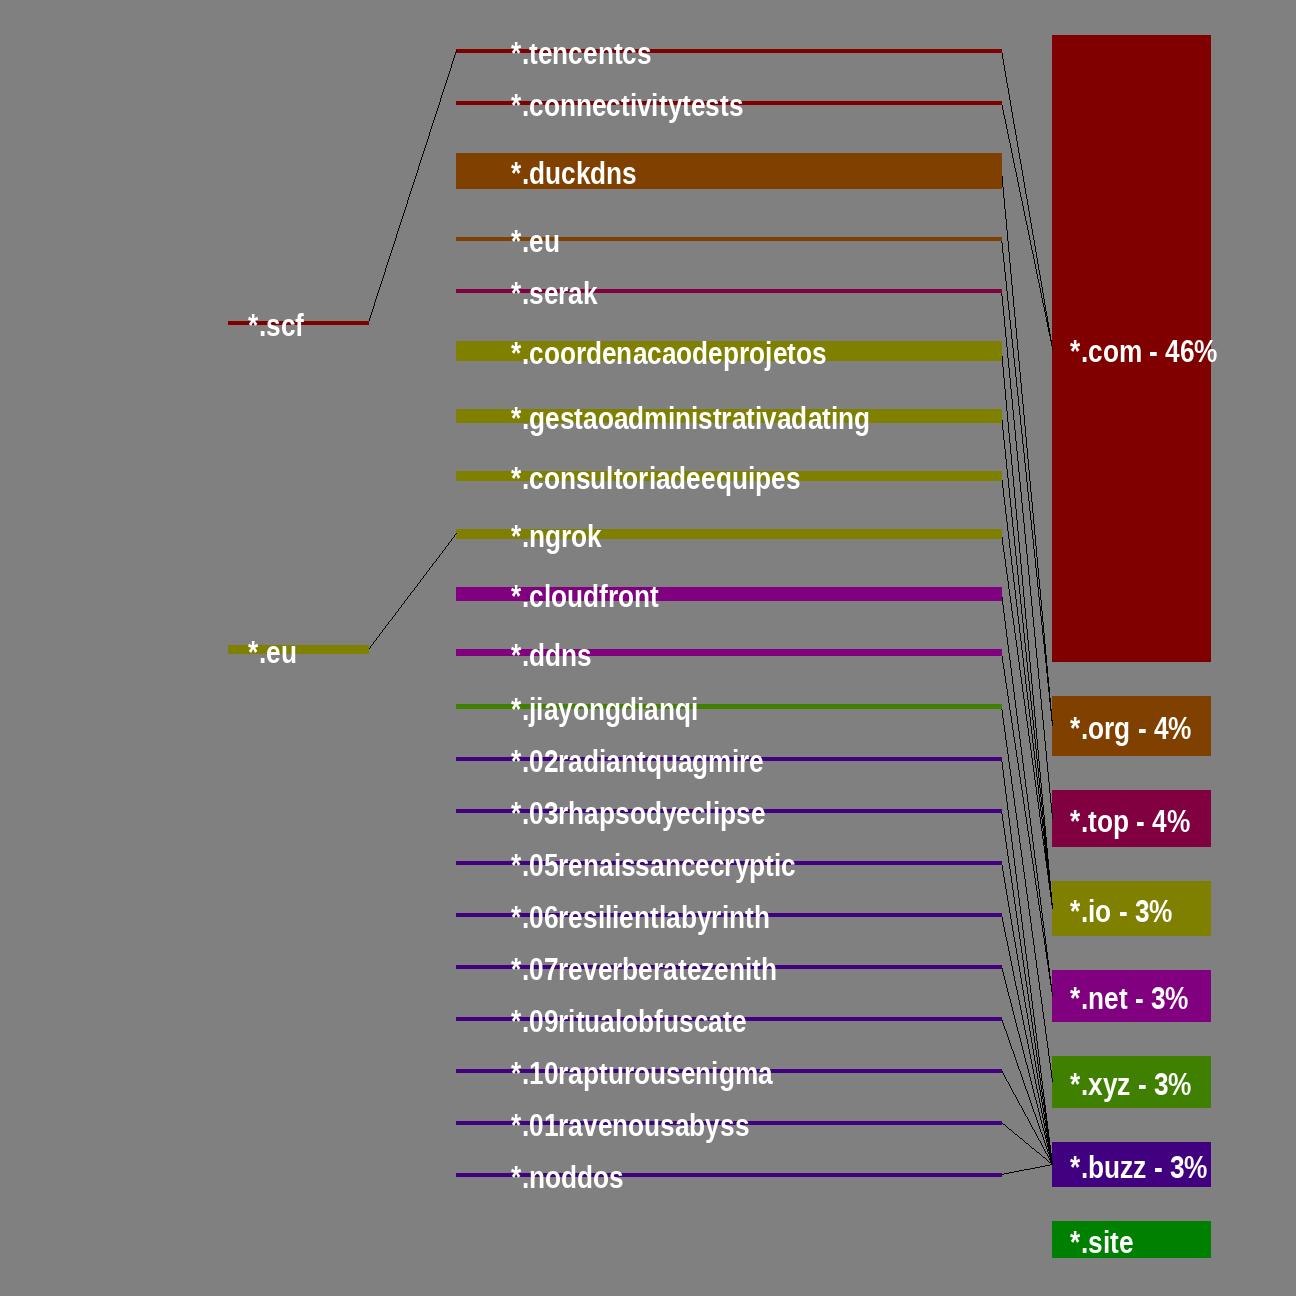 *.scf
*.eu
*.tencentcs
*.connectivitytests
*.duckdns
*.eu
*.serak
*.coordenacaodeprojetos
*.gestaoadministrativadating
*.consultoriadeequipes
*.ngrok
*.cloudfront
*.ddns
*.jiayongdianqi
*.02radiantquagmire
*.03rhapsodyeclipse
*.05renaissancecryptic
*.06resilientlabyrinth
*.07reverberatezenith
*.09ritualobfuscate
*.10rapturousenigma
*.01ravenousabyss
*.noddos
*.com - 46%
*.org - 4%
*.top - 4%
*.io - 3%
*.net - 3%
*.xyz - 3%
*.buzz - 3%
*.site